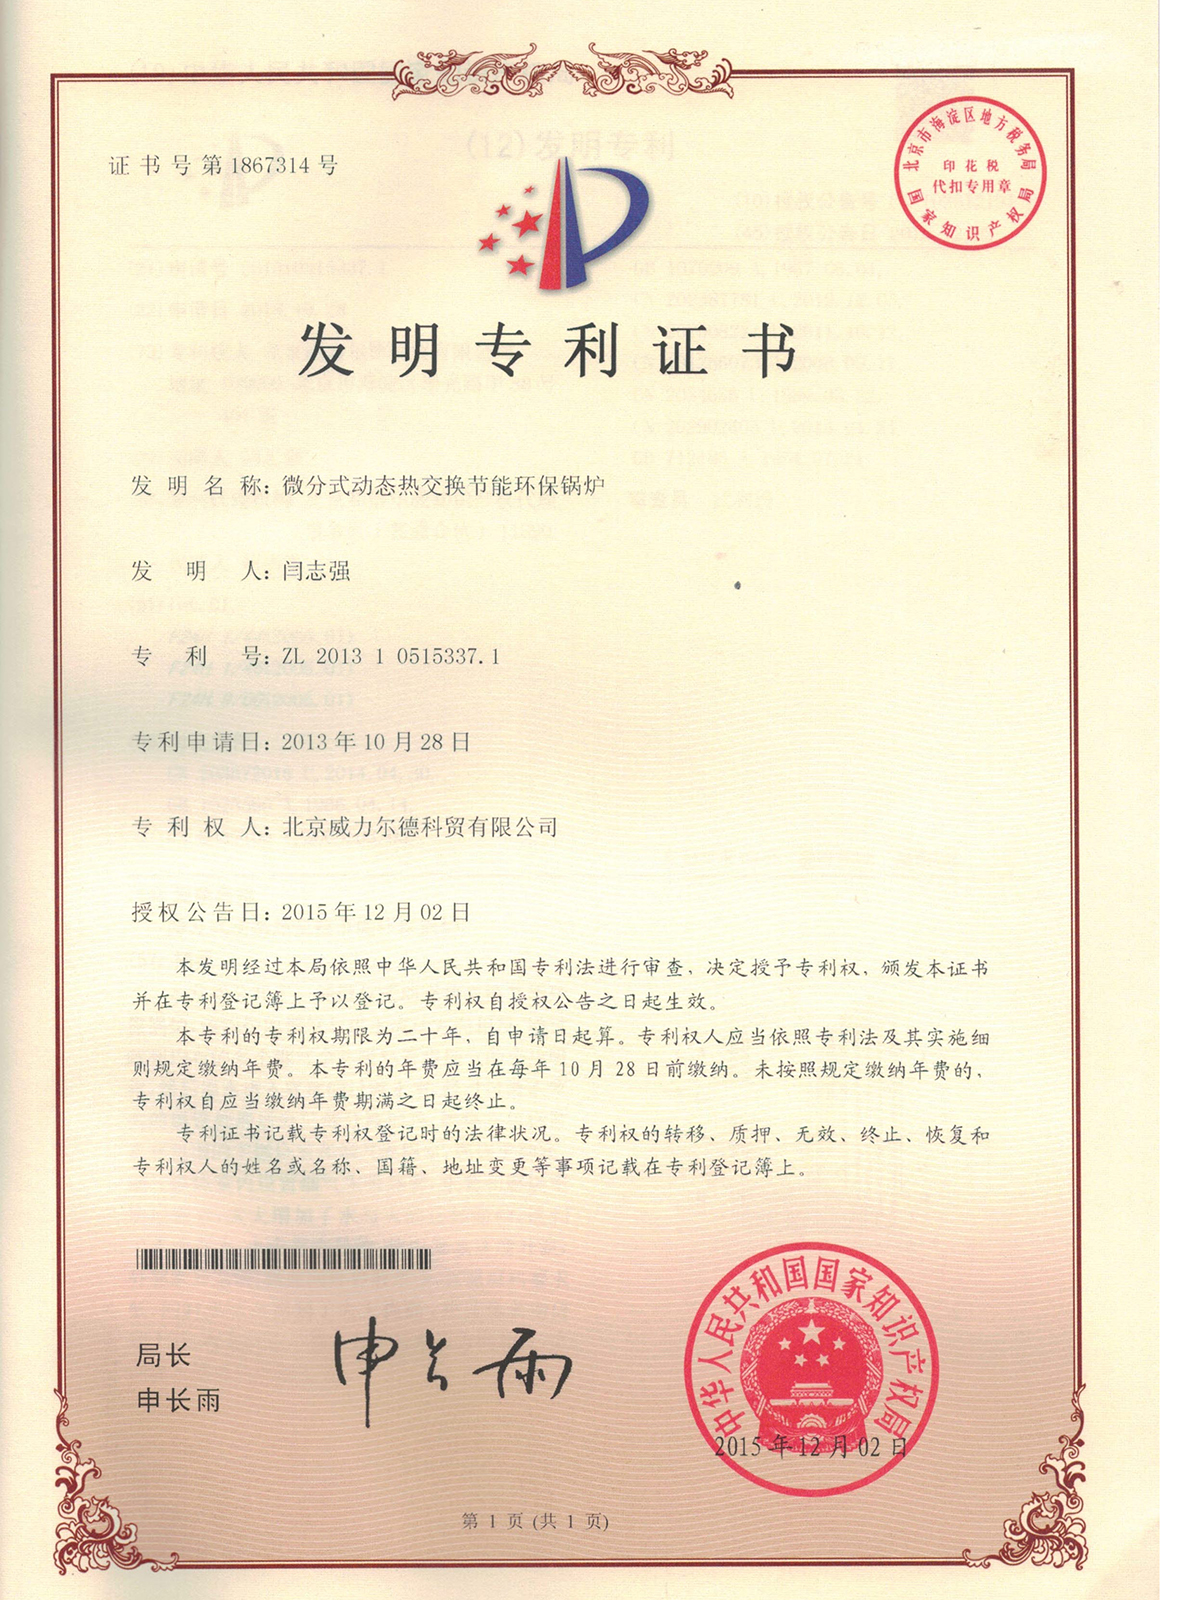 证书号第1867314号
北京市海淀区地方税务局
印花税
代扣专用章
国家知识产权局
发明专利证书
发 明 名 称：微分式动态热交换节能环保锅炉
发 明 人：闫志强
专 利 号：ZL 2013 1 0515337.1
专利申请日：2013年10月28日
专 利 权 人：北京威力尔德科贸有限公司
授权公告日：2015年12月02日
本发明经过本局依照中华人民共和国专利法进行审查，决定授予专利权，颁发本证书
并在专利登记簿上予以登记。专利权自授权公告之日起生效。
本专利的专利权期限为二十年，自申请日起算。专利权人应当依照专利法及其实施细
则规定缴纳年费。本专利的年费应当在每年10月28日前缴纳。未按照规定缴纳年费的，
专利权自应当缴纳年费期满之日起终止。
专利证书记载专利权登记时的法律状况。专利权的转移、质押、无效、终止、恢复和
专利权人的姓名或名称、国籍、地址变更等事项记载在专利登记簿上。
局长
申长雨
申长雨
中华人民共和国国家知识产权局
2015年12月02日
第 1 页 (共 1 页)